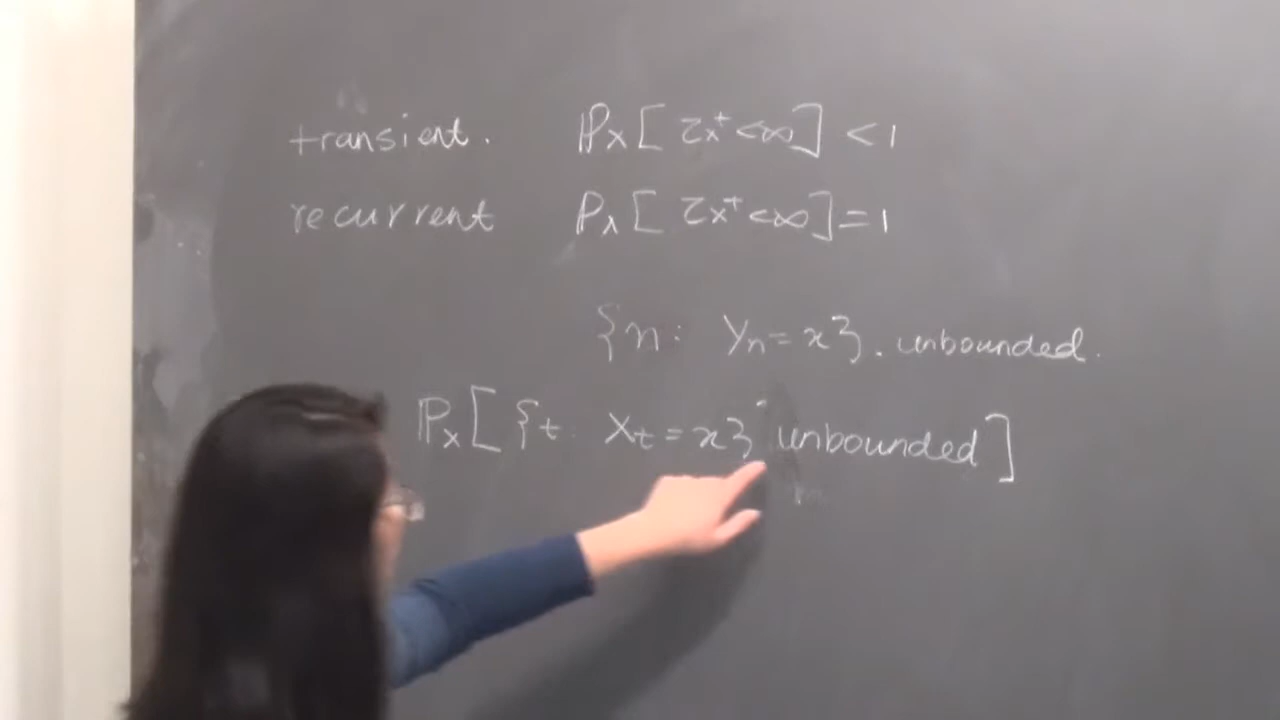 transient. ℙx[τx⁺<∞]<1
recurrent ℙx[τx⁺<∞]=1
{n: Yn=x}. unbounded.
ℙx[{t: Xt=x} unbounded]